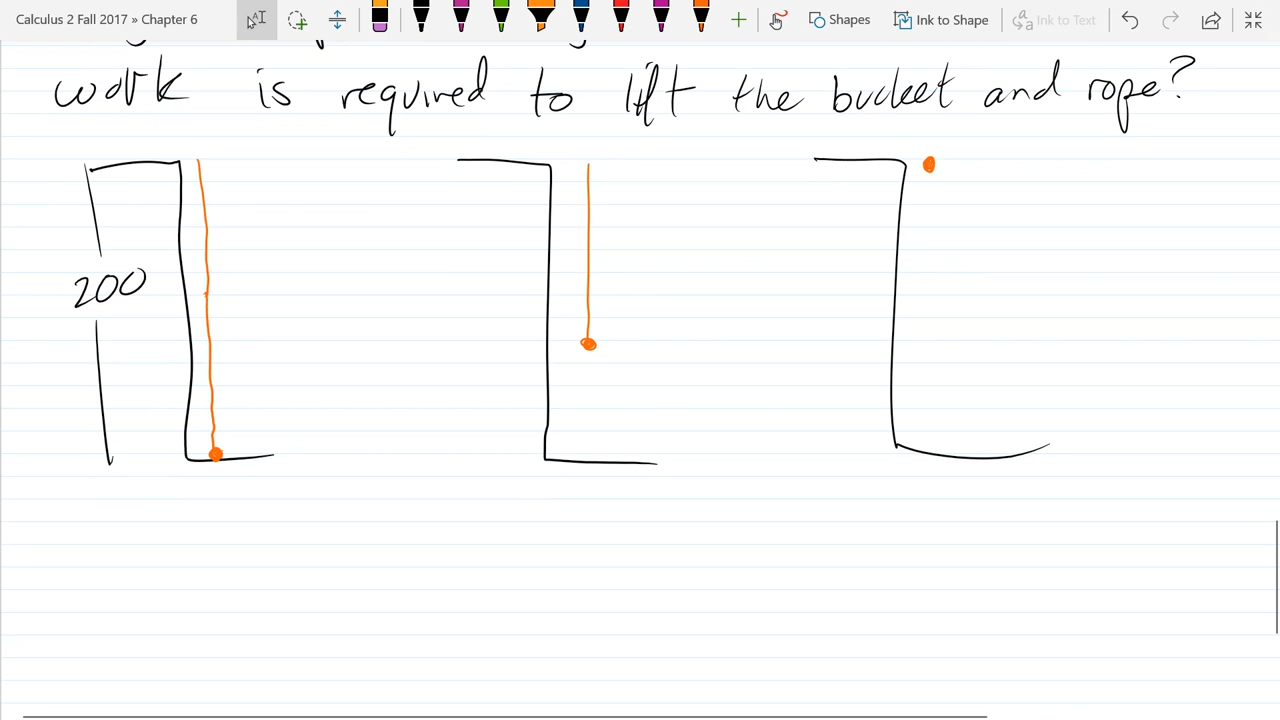 Calculus 2 Fall 2017 » Chapter 6
Shapes
Ink to Shape
Ink to Text
work is required to lift the bucket and rope?
200